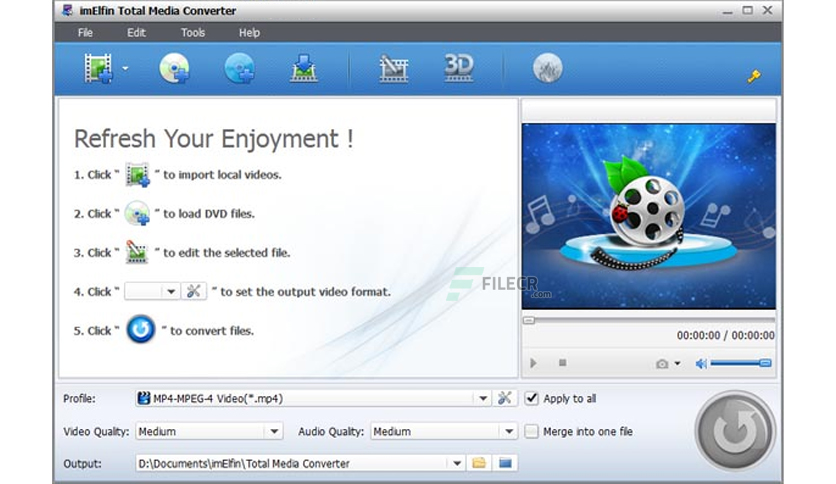 imElfin Total Media Converter
File Edit Tools Help
3D
Refresh Your Enjoyment !
1. Click " " to import local videos.
2. Click " " to load DVD files.
3. Click " " to edit the selected file.
4. Click " " to set the output video format.
5. Click " " to convert files.
FILECR
.com
00:00:00 / 00:00:00
Profile: MP4-MPEG-4 Video(*.mp4) Apply to all
Video Quality: Medium Audio Quality: Medium Merge into one file
Output: D:\Documents\imElfin\Total Media Converter